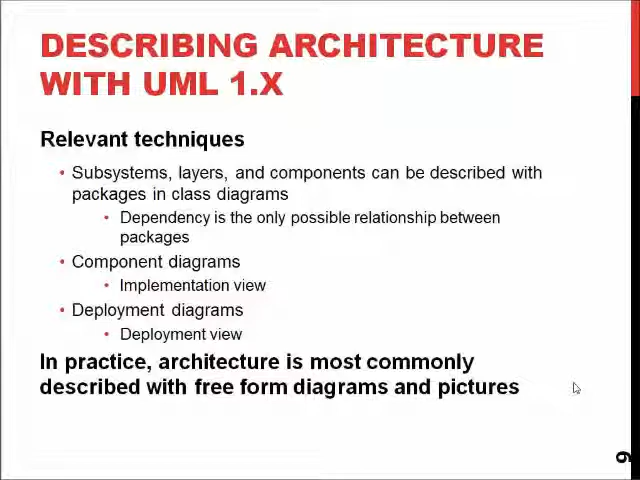 DESCRIBING ARCHITECTURE
WITH UML 1.X
Relevant techniques
• Subsystems, layers, and components can be described with
packages in class diagrams
• Dependency is the only possible relationship between
packages
• Component diagrams
• Implementation view
• Deployment diagrams
• Deployment view
In practice, architecture is most commonly
described with free form diagrams and pictures
9